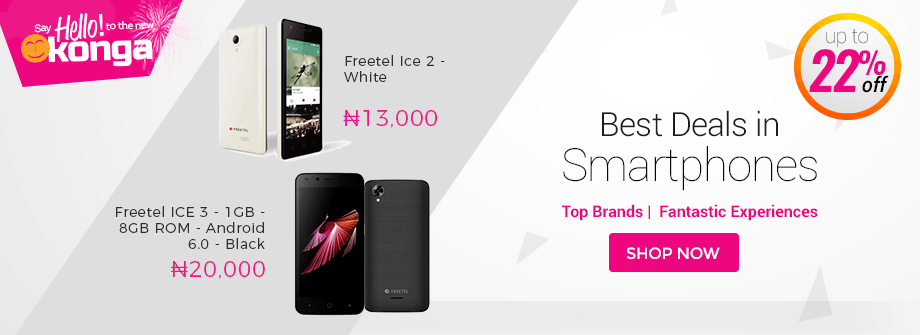 Say Hello! to the new
konga
Freetel Ice 2 -
White
₦13,000
FREETEL
Freetel ICE 3 - 1GB -
8GB ROM - Android
6.0 - Black
₦20,000
FREETEL
up to
22%
off
Best Deals in
Smartphones
Top Brands | Fantastic Experiences
SHOP NOW